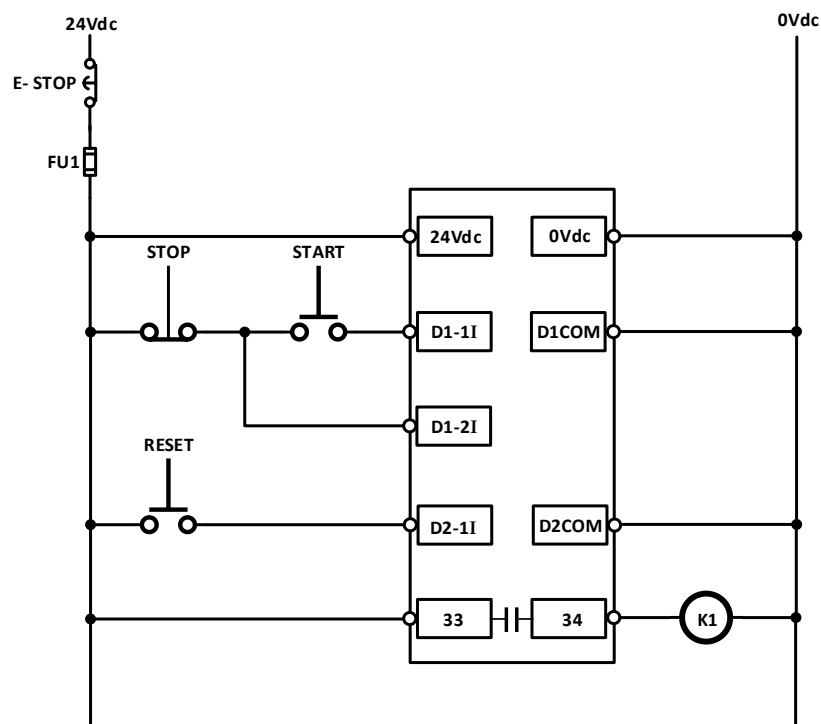 24Vdc
0Vdc
E- STOP
FU1
24Vdc
0Vdc
STOP
START
D1-1I
D1COM
D1-2I
RESET
D2-1I
D2COM
33
34
K1